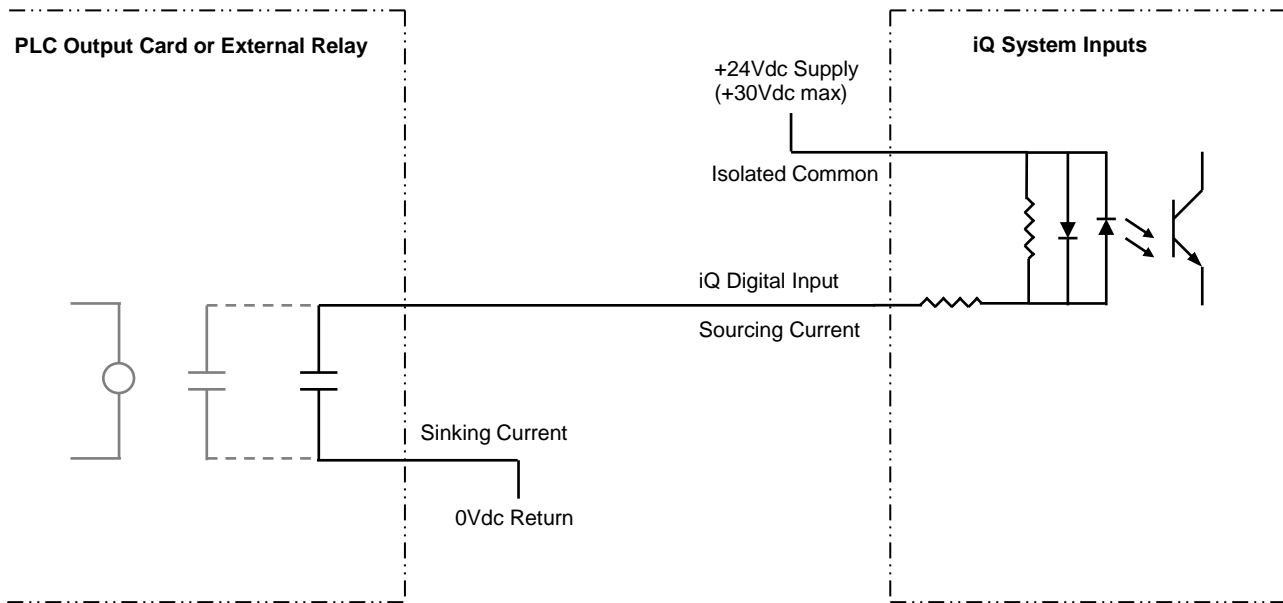 PLC Output Card or External Relay
iQ System Inputs
+24Vdc Supply
(+30Vdc max)
Isolated Common
iQ Digital Input
Sourcing Current
Sinking Current
0Vdc Return